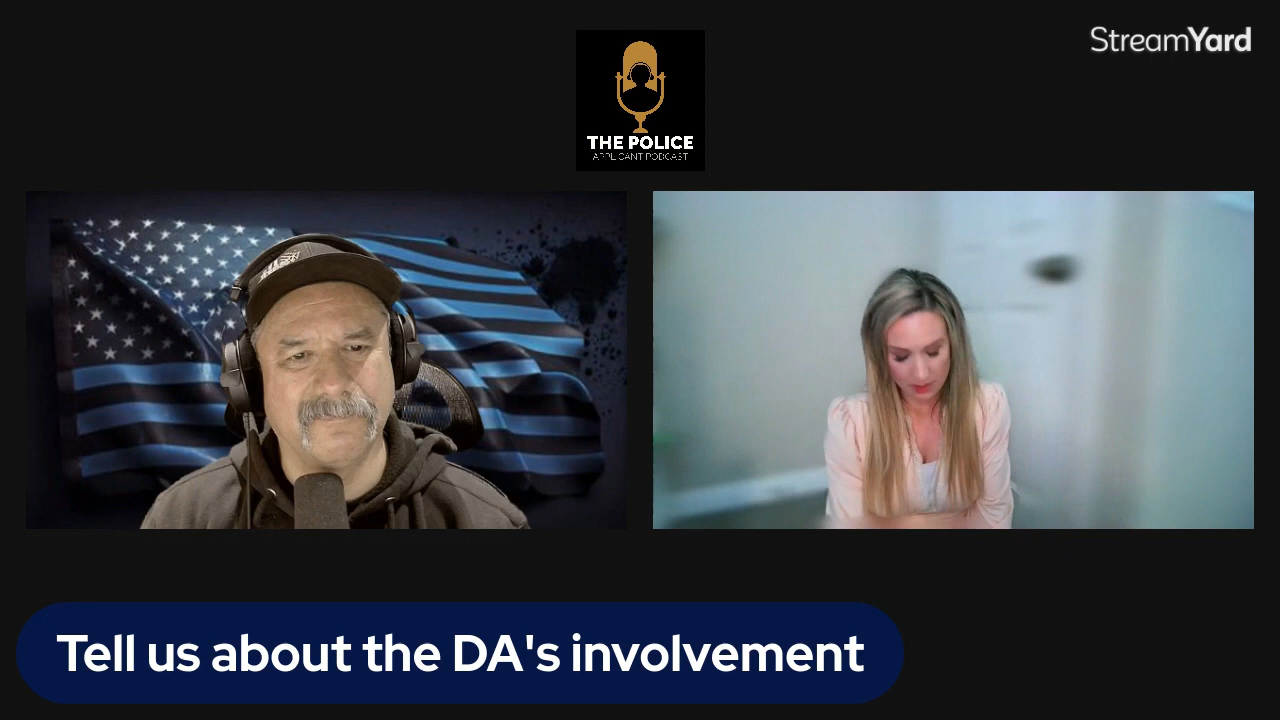 StreamYard
THE POLICE
APPLICANT PODCAST
Tell us about the DA's involvement